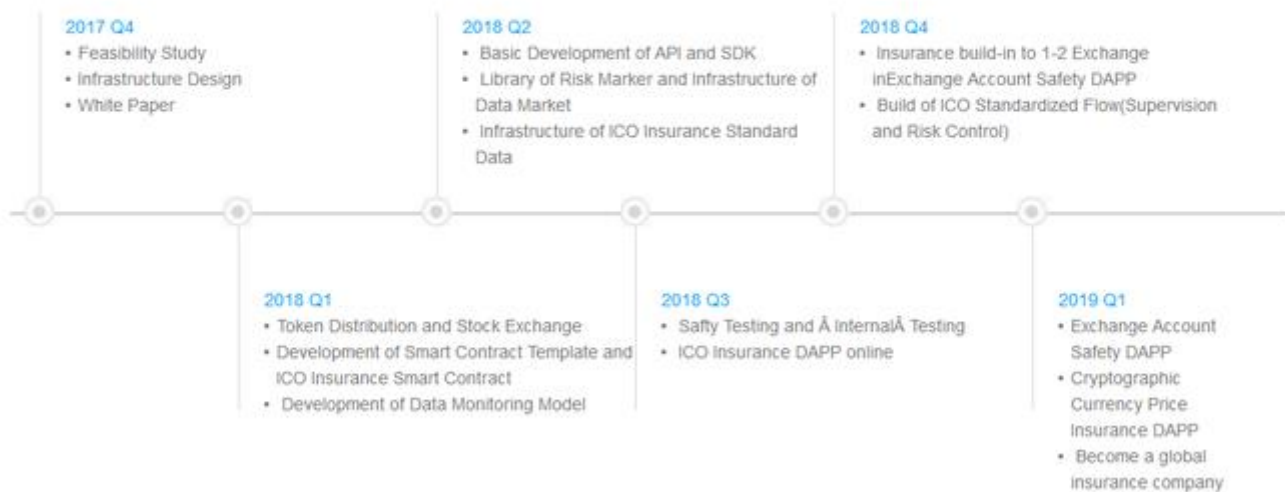 2017 Q4
• Feasibility Study
• Infrastructure Design
• White Paper
2018 Q2
• Basic Development of API and SDK
• Library of Risk Marker and Infrastructure of
Data Market
• Infrastructure of ICO Insurance Standard
Data
2018 Q4
• Insurance build-in to 1-2 Exchange
inExchange Account Safety DAPP
• Build of ICO Standardized Flow(Supervision
and Risk Control)
2018 Q1
• Token Distribution and Stock Exchange
• Development of Smart Contract Template and
ICO Insurance Smart Contract
• Development of Data Monitoring Model
2018 Q3
• Safty Testing and Â InternalÂ Testing
• ICO Insurance DAPP online
2019 Q1
• Exchange Account
Safety DAPP
• Cryptographic
Currency Price
Insurance DAPP
• Become a global
insurance company